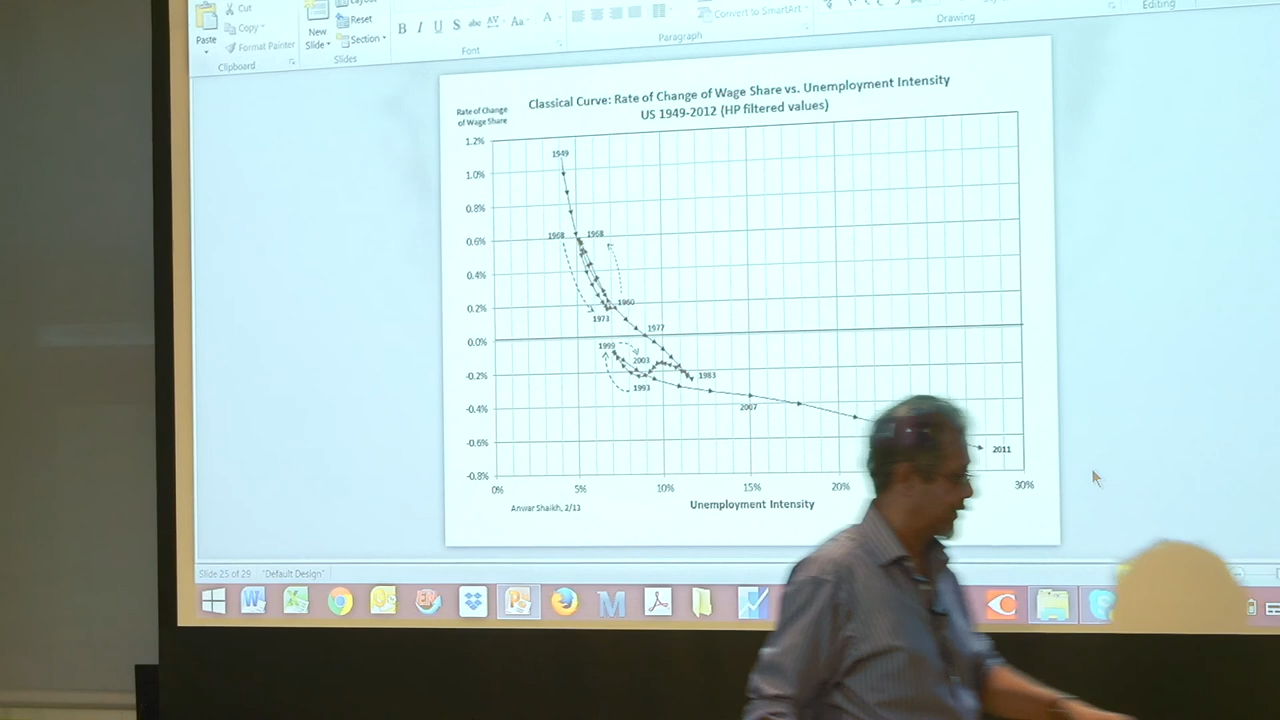 Cut
Copy
Format Painter
Paste
Clipboard
New
Slide
Reset
Section
Slides
B I U S abc AV Aa A
Font
Convert to SmartArt
Paragraph
Drawing
Editing
Classical Curve: Rate of Change of Wage Share vs. Unemployment Intensity
US 1949-2012 (HP filtered values)
Rate of Change
of Wage Share
1.2%
1.0%
0.8%
0.6%
0.4%
0.2%
0.0%
-0.2%
-0.4%
-0.6%
-0.8%
1949
1968 1968
1960
1973
1977
1999
2003
1983
1993
2007
2011
0% 5% 10% 15% 20% 30%
Anwar Shaikh, 2/13
Unemployment Intensity
Slide 25 of 29 "Default Design"